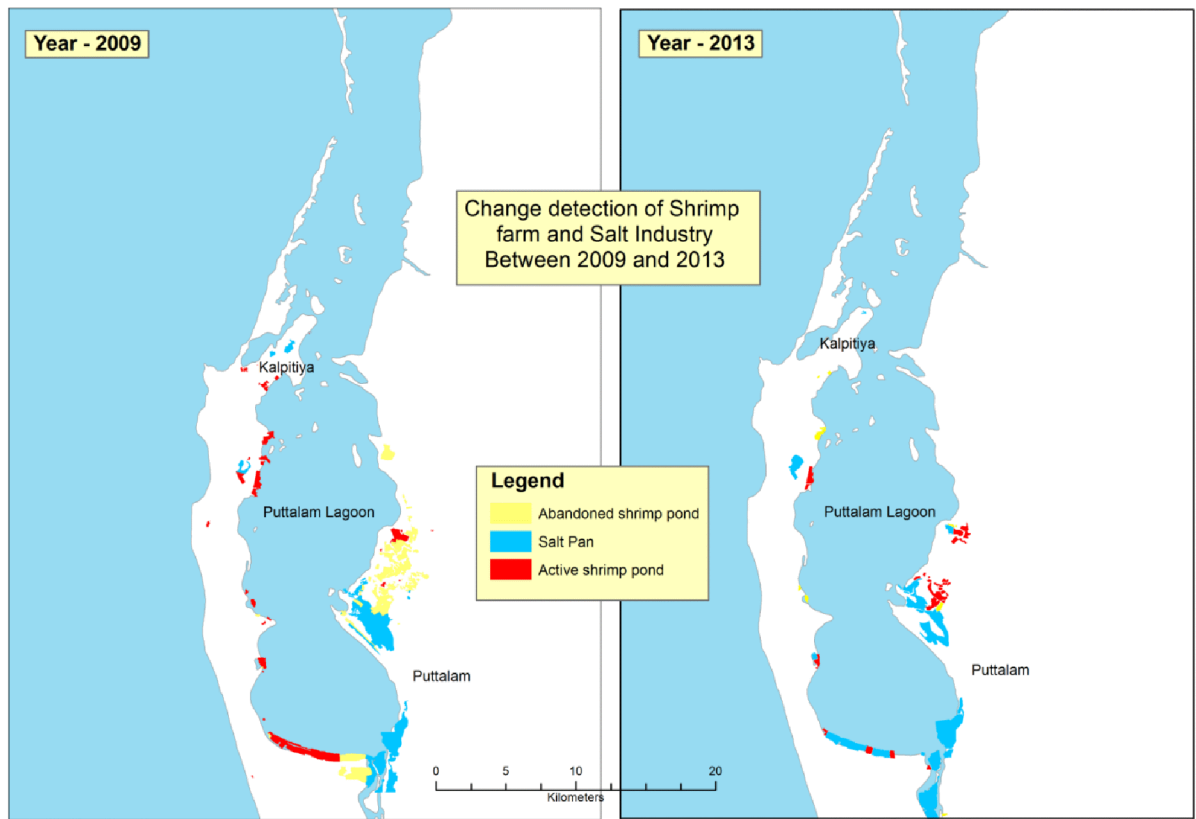 Year - 2009
Year - 2013
Change detection of Shrimp
farm and Salt Industry
Between 2009 and 2013
Kalpitiya
Kalpitiya
Legend
Abandoned shrimp pond
Salt Pan
Active shrimp pond
Puttalam Lagoon
Puttalam Lagoon
Puttalam
Puttalam
0 5 10 20
Kilometers